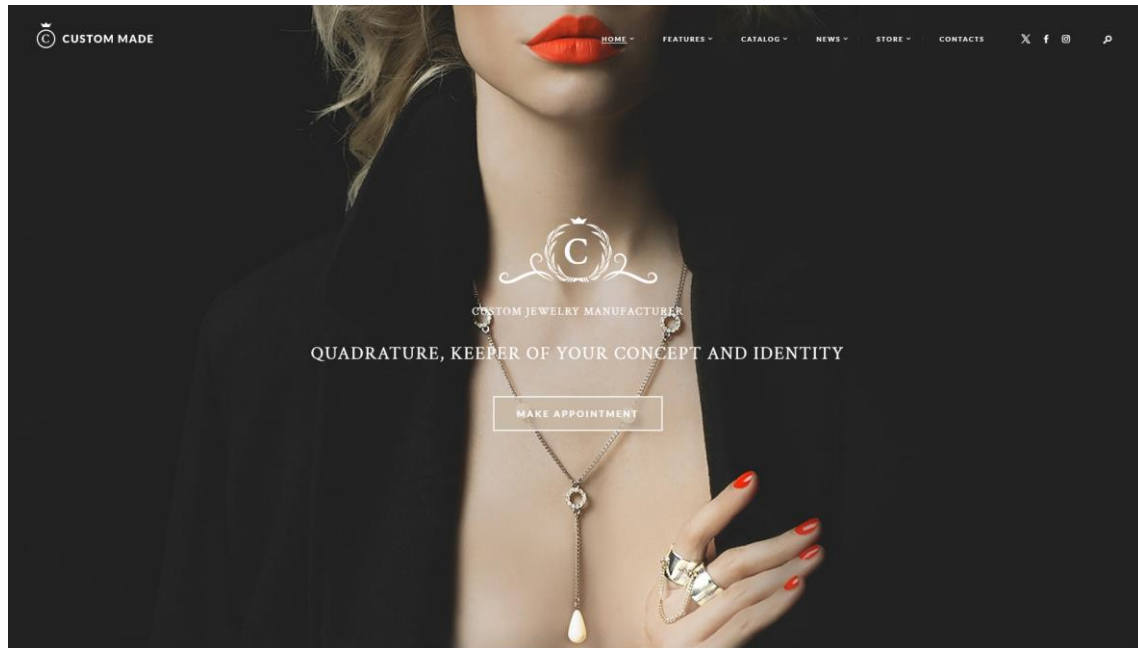 C CUSTOM MADE
HOME FEATURES CATALOG NEWS STORE CONTACTS
C
CUSTOM JEWELRY MANUFACTURER
QUADRATURE, KEEPER OF YOUR CONCEPT AND IDENTITY
MAKE APPOINTMENT